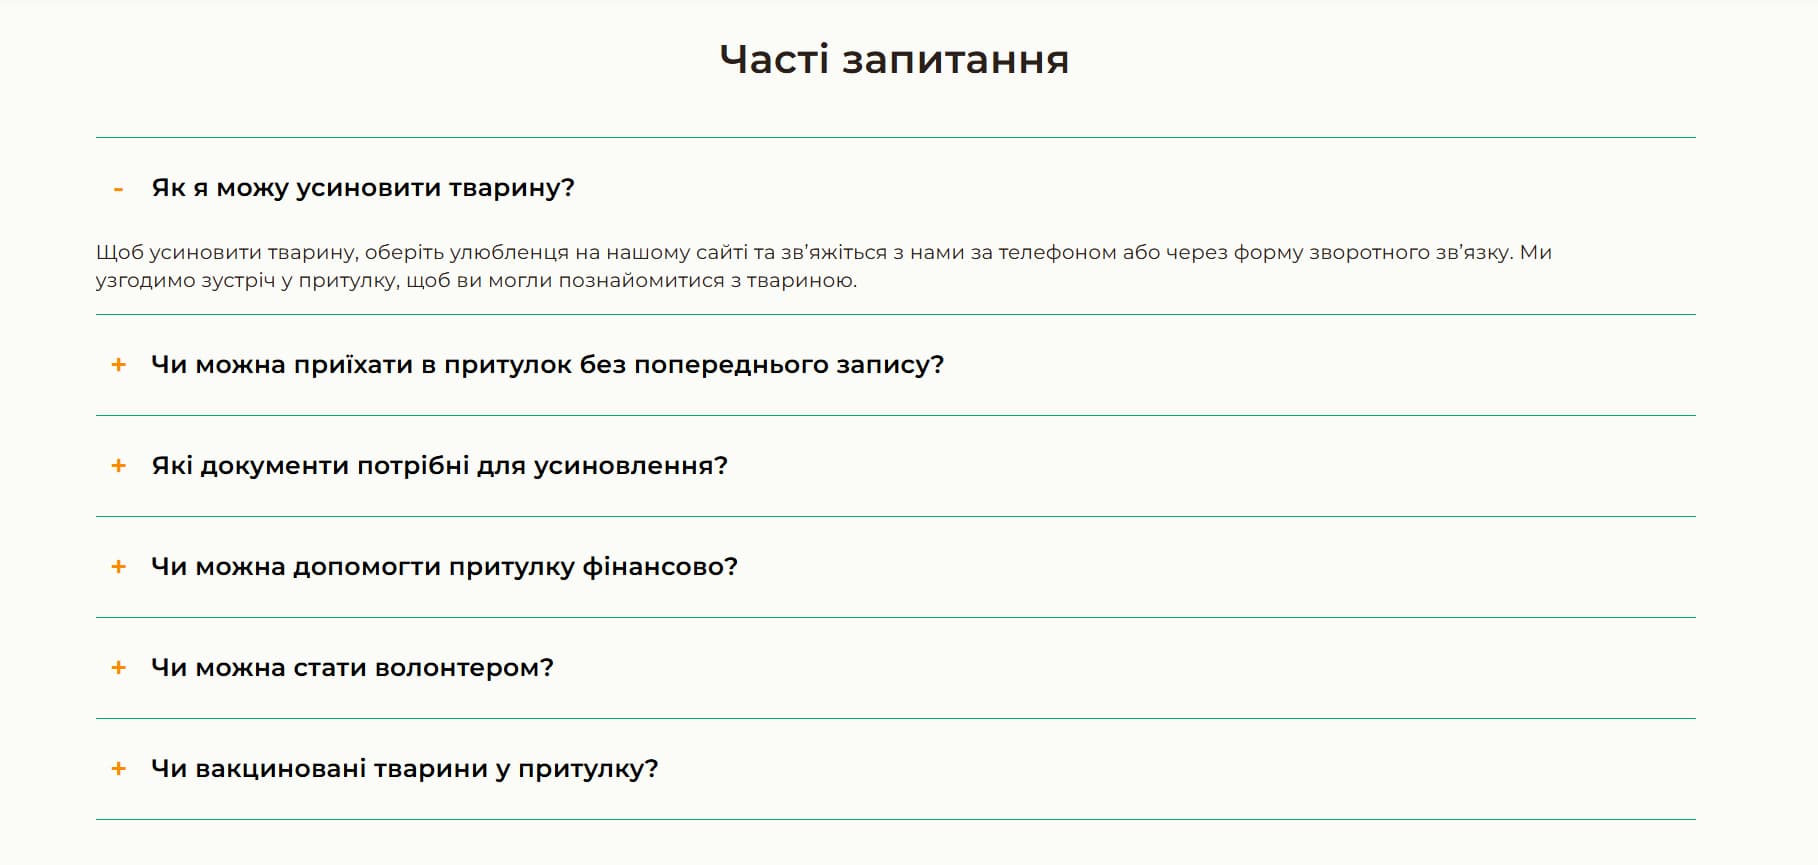 Часті запитання
- Як я можу усиновити тварину?
Щоб усиновити тварину, оберіть улюбленця на нашому сайті та зв’яжіться з нами за телефоном або через форму зворотного зв’язку. Ми
узгодимо зустріч у притулку, щоб ви могли познайомитися з твариною.
+ Чи можна приїхати в притулок без попереднього запису?
+ Які документи потрібні для усиновлення?
+ Чи можна допомогти притулку фінансово?
+ Чи можна стати волонтером?
+ Чи вакциновані тварини у притулку?